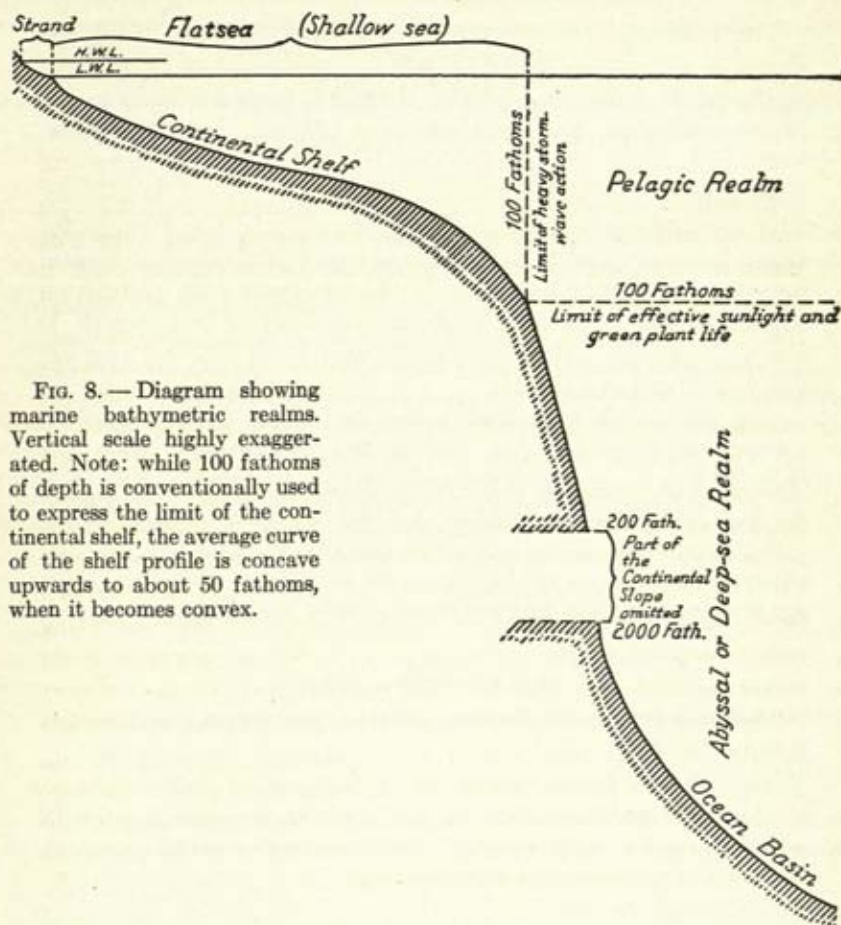 Strand Flatsea (Shallow sea)
H.W.L.
L.W.L.
Continental Shelf
100 Fathoms
Limit of heavy storm
wave action
Pelagic Realm
100 Fathoms
Limit of effective sunlight and
green plant life
FIG. 8. — Diagram showing
marine bathymetric realms.
Vertical scale highly exagger-
ated. Note: while 100 fathoms
of depth is conventionally used
to express the limit of the con-
tinental shelf, the average curve
of the shelf profile is concave
upwards to about 50 fathoms,
when it becomes convex.
200 Fath.
Part of
the
Continental
Slope
omitted
2000 Fath.
Abyssal or Deep-sea Realm
Ocean Basin